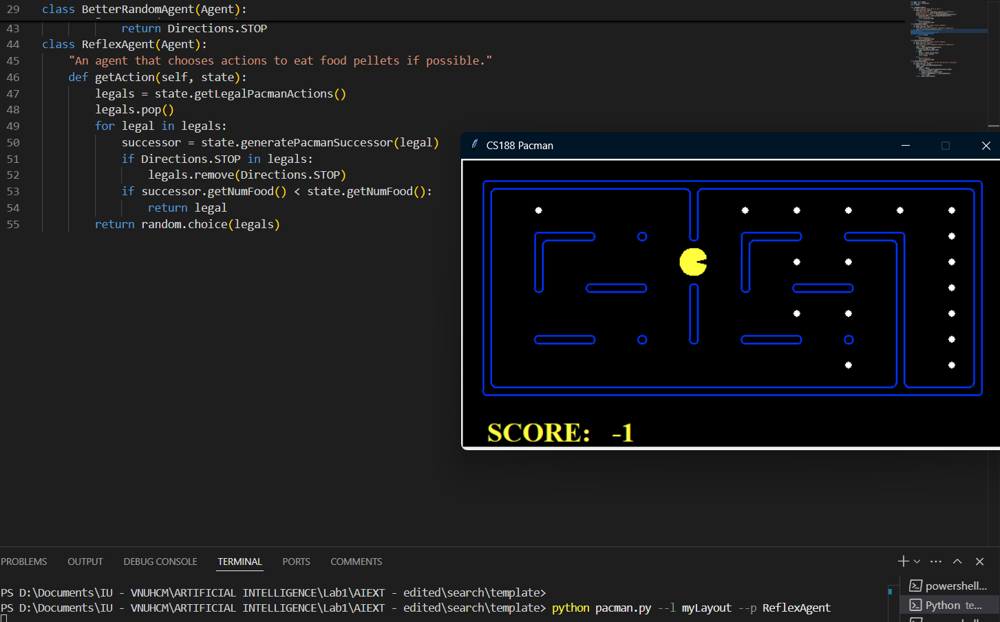 29 class BetterRandomAgent(Agent):
43 return Directions.STOP
44 class ReflexAgent(Agent):
45 "An agent that chooses actions to eat food pellets if possible."
46 def getAction(self, state):
47 legals = state.getLegalPacmanActions()
48 legals.pop()
49 for legal in legals:
50 successor = state.generatePacmanSuccessor(legal)
51 if Directions.STOP in legals:
52 legals.remove(Directions.STOP)
53 if successor.getNumFood() < state.getNumFood():
54 return legal
55 return random.choice(legals)
CS188 Pacman
SCORE: -1
PROBLEMS OUTPUT DEBUG CONSOLE TERMINAL PORTS COMMENTS
PS D:\Documents\IU - VNUHCM\ARTIFICIAL INTELLIGENCE\Lab1\AIEXT - edited\search\template>
PS D:\Documents\IU - VNUHCM\ARTIFICIAL INTELLIGENCE\Lab1\AIEXT - edited\search\template> python pacman.py --l myLayout --p ReflexAgent
powershell...
Python te...